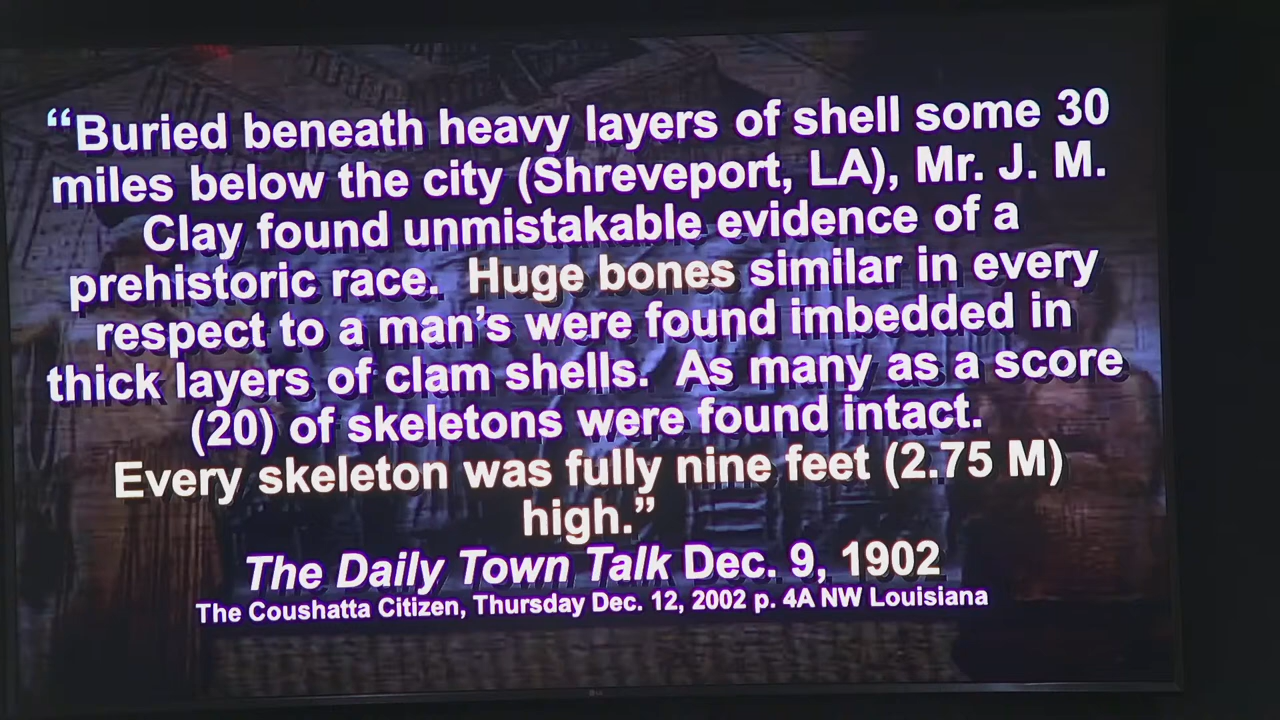 “Buried beneath heavy layers of shell some 30
miles below the city (Shreveport, LA), Mr. J. M.
Clay found unmistakable evidence of a
prehistoric race. Huge bones similar in every
respect to a man’s were found imbedded in
thick layers of clam shells. As many as a score
(20) of skeletons were found intact.
Every skeleton was fully nine feet (2.75 M)
high.”
The Daily Town Talk Dec. 9, 1902
The Coushatta Citizen, Thursday Dec. 12, 2002 p. 4A NW Louisiana
LG